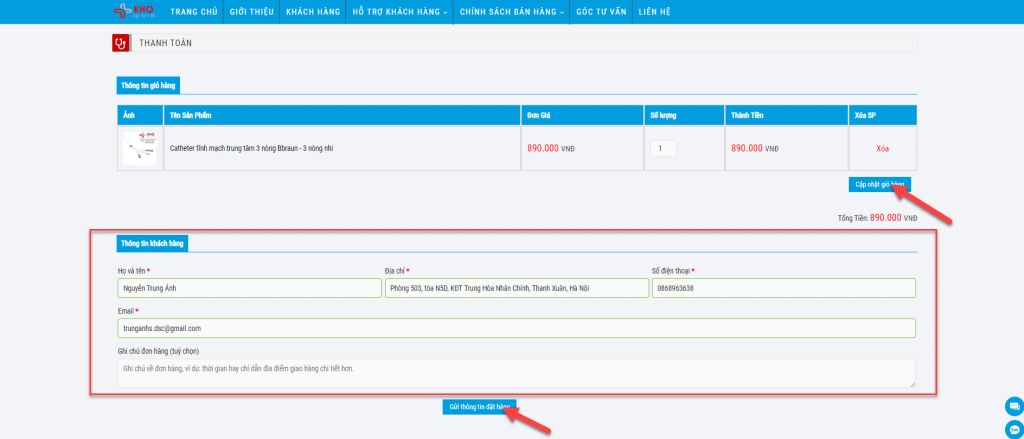 KHO
TRANG CHỦ GIỚI THIỆU KHÁCH HÀNG HỖ TRỢ KHÁCH HÀNG CHÍNH SÁCH BÁN HÀNG GÓC TƯ VẤN LIÊN HỆ
THANH TOÁN
Thông tin giỏ hàng
Ảnh Tên Sản Phẩm Đơn Giá Số lượng Thành Tiền Xóa SP
Catheter tĩnh mạch trung tâm 3 nòng Bbraun - 3 nòng nhi 890.000 VNĐ 1 890.000 VNĐ Xóa
Cập nhật giỏ hàng
Tổng Tiền: 890.000 VNĐ
Thông tin khách hàng
Họ và tên * Địa chỉ * Số điện thoại *
Nguyễn Trung Ánh Phòng 503, tòa N5D, KĐT Trung Hòa Nhân Chính, Thanh Xuân, Hà Nội 0868963638
Email *
trunganhs.dsc@gmail.com
Ghi chú đơn hàng (tuỳ chọn)
Ghi chú về đơn hàng, ví dụ: thời gian hay chỉ dẫn địa điểm giao hàng chi tiết hơn.
Gửi thông tin đặt hàng